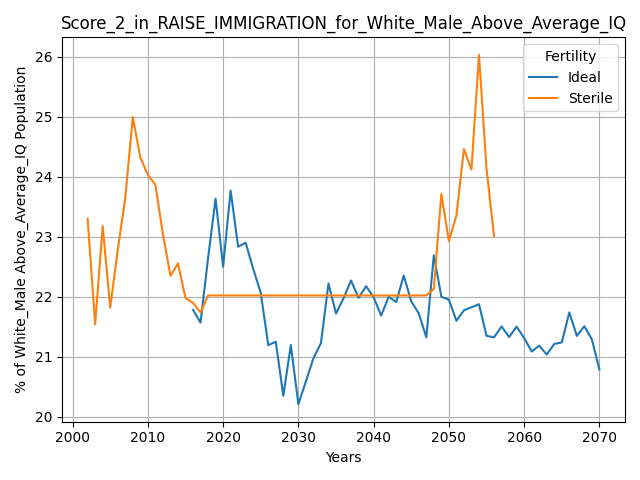 Score_2_in_RAISE_IMMIGRATION_for_White_Male_Above_Average_IQ
% of White_Male Above_Average_IQ Population
26
25
24
23
22
21
20
Fertility
Ideal
Sterile
2000 2010 2020 2030 2040 2050 2060 2070
Years